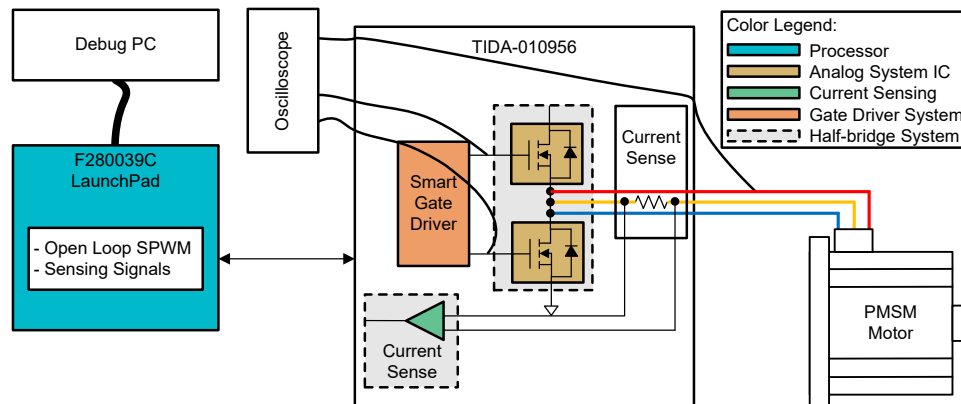 Debug PC
Oscilloscope
TIDA-010956
Color Legend:
Processor
Analog System IC
Current Sensing
Gate Driver System
Half-bridge System
F280039C
LaunchPad
- Open Loop SPWM
- Sensing Signals
Smart
Gate
Driver
Current
Sense
Current
Sense
PMSM
Motor